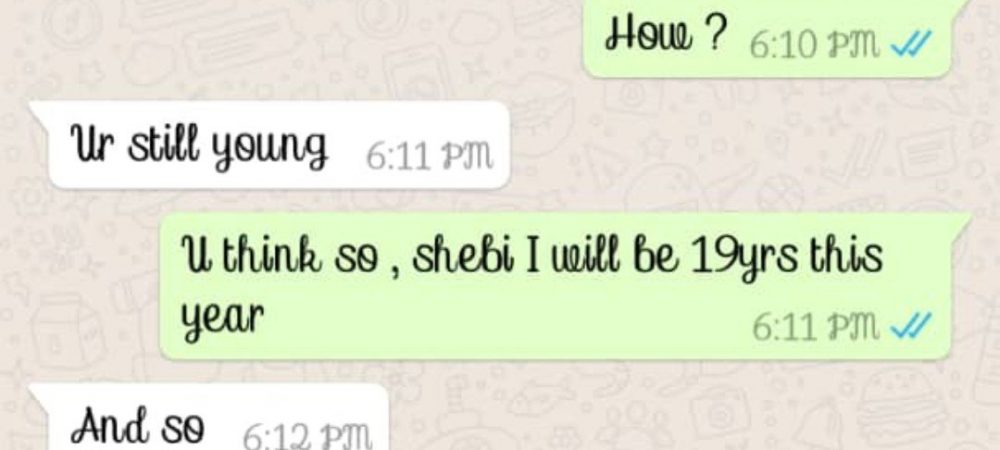 How ? 6:10 PM
Ur still young 6:11 PM
U think so , shebi I will be 19yrs this
year 6:11 PM
And so 6:12 PM